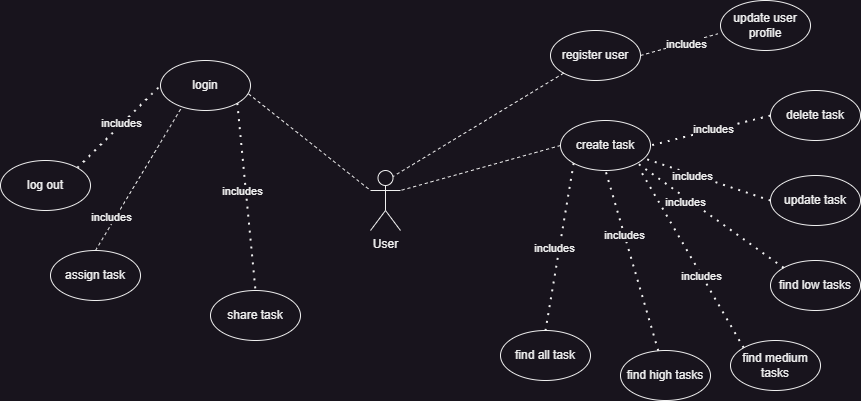 update user
profile
includes
register user
login
includes
delete task
includes
create task
includes
log out
includes
update task
includes
includes
User
includes
includes
assign task
includes
find low tasks
share task
find all task
find high tasks
find medium
tasks